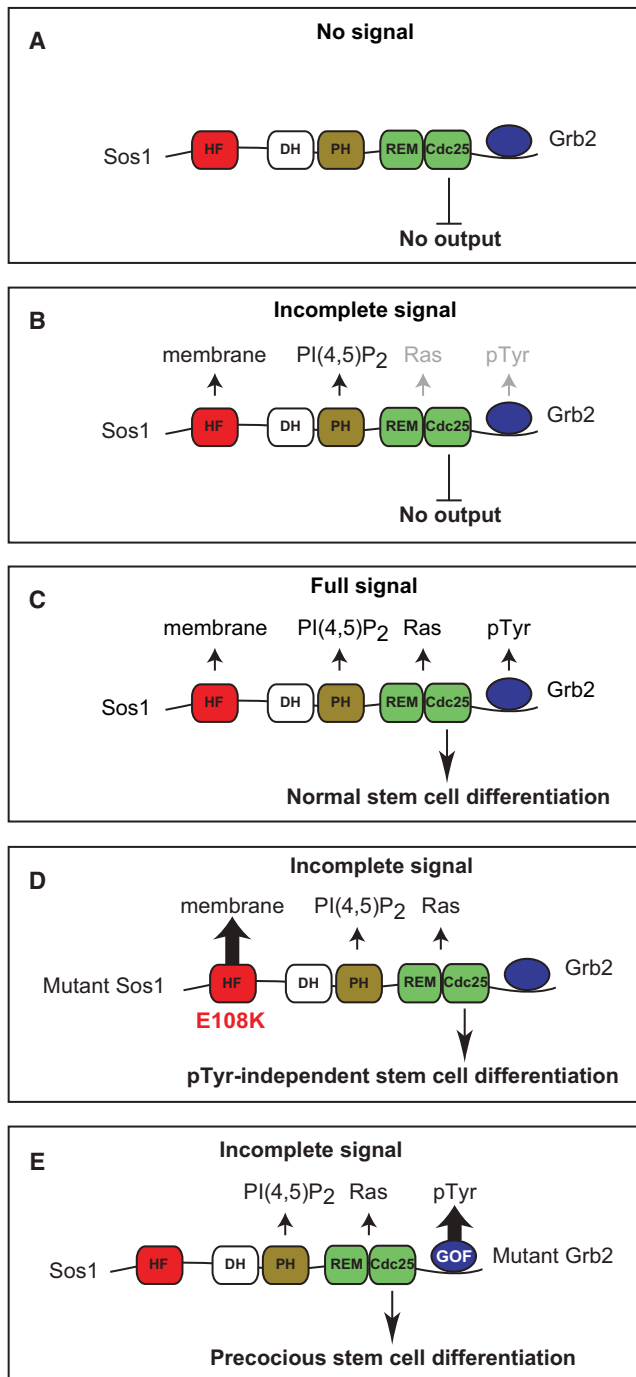 A
No signal
Sos1
HF
DH
PH
REM
Cdc25
Grb2
No output
B
Incomplete signal
membrane
PI(4,5)P2
Ras
pTyr
Sos1
HF
DH
PH
REM
Cdc25
Grb2
No output
C
Full signal
membrane
PI(4,5)P2
Ras
pTyr
Sos1
HF
DH
PH
REM
Cdc25
Grb2
Normal stem cell differentiation
D
Incomplete signal
membrane
PI(4,5)P2
Ras
Mutant Sos1
HF
DH
PH
REM
Cdc25
Grb2
E108K
pTyr-independent stem cell differentiation
E
Incomplete signal
PI(4,5)P2
Ras
pTyr
Sos1
HF
DH
PH
REM
Cdc25
GOF
Mutant Grb2
Precocious stem cell differentiation